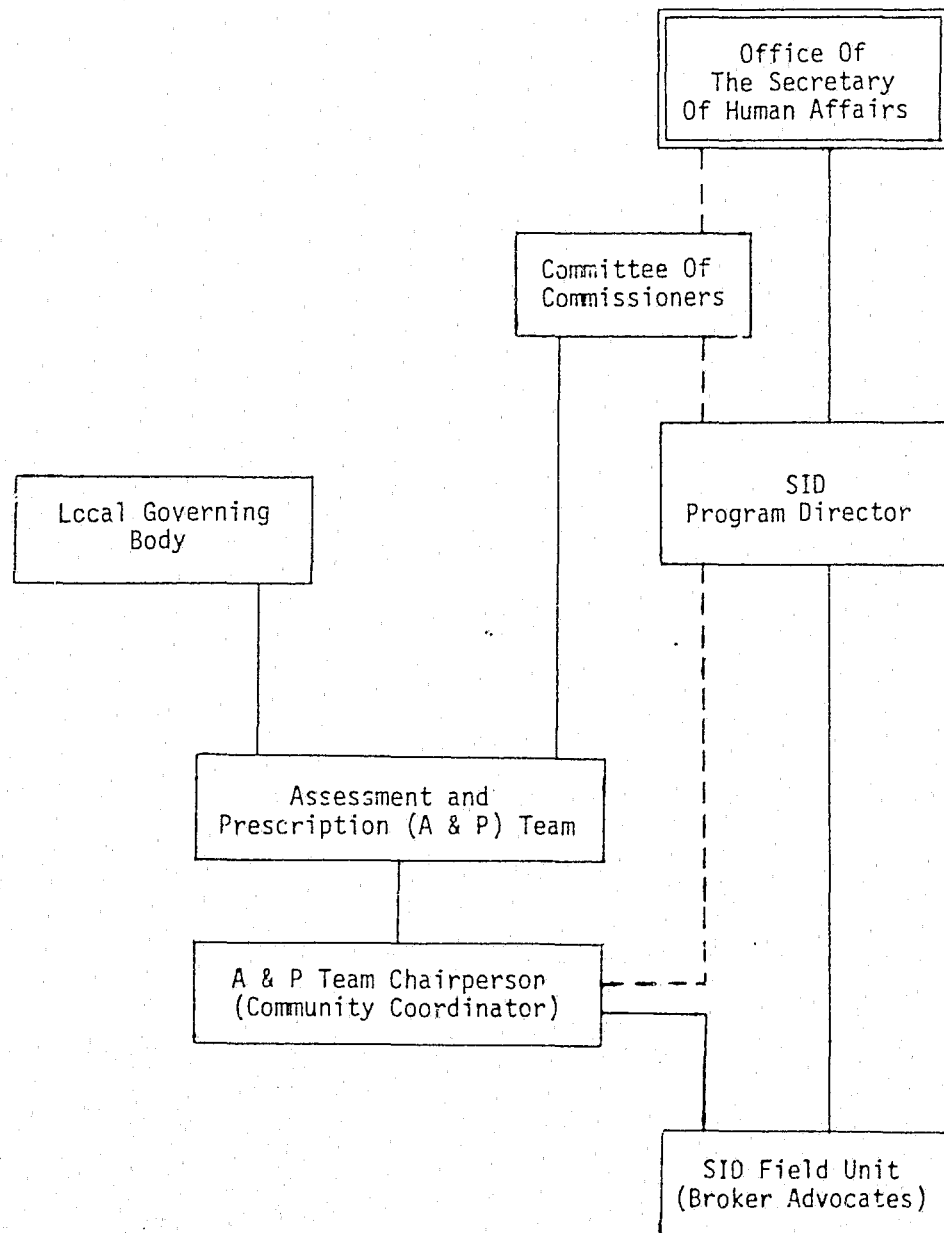 Office Of
The Secretary
Of Human Affairs
Committee Of
Commissioners
SID
Program Director
Local Governing
Body
Assessment and
Prescription (A & P) Team
A & P Team Chairperson
(Community Coordinator)
SID Field Unit
(Broker Advocates)